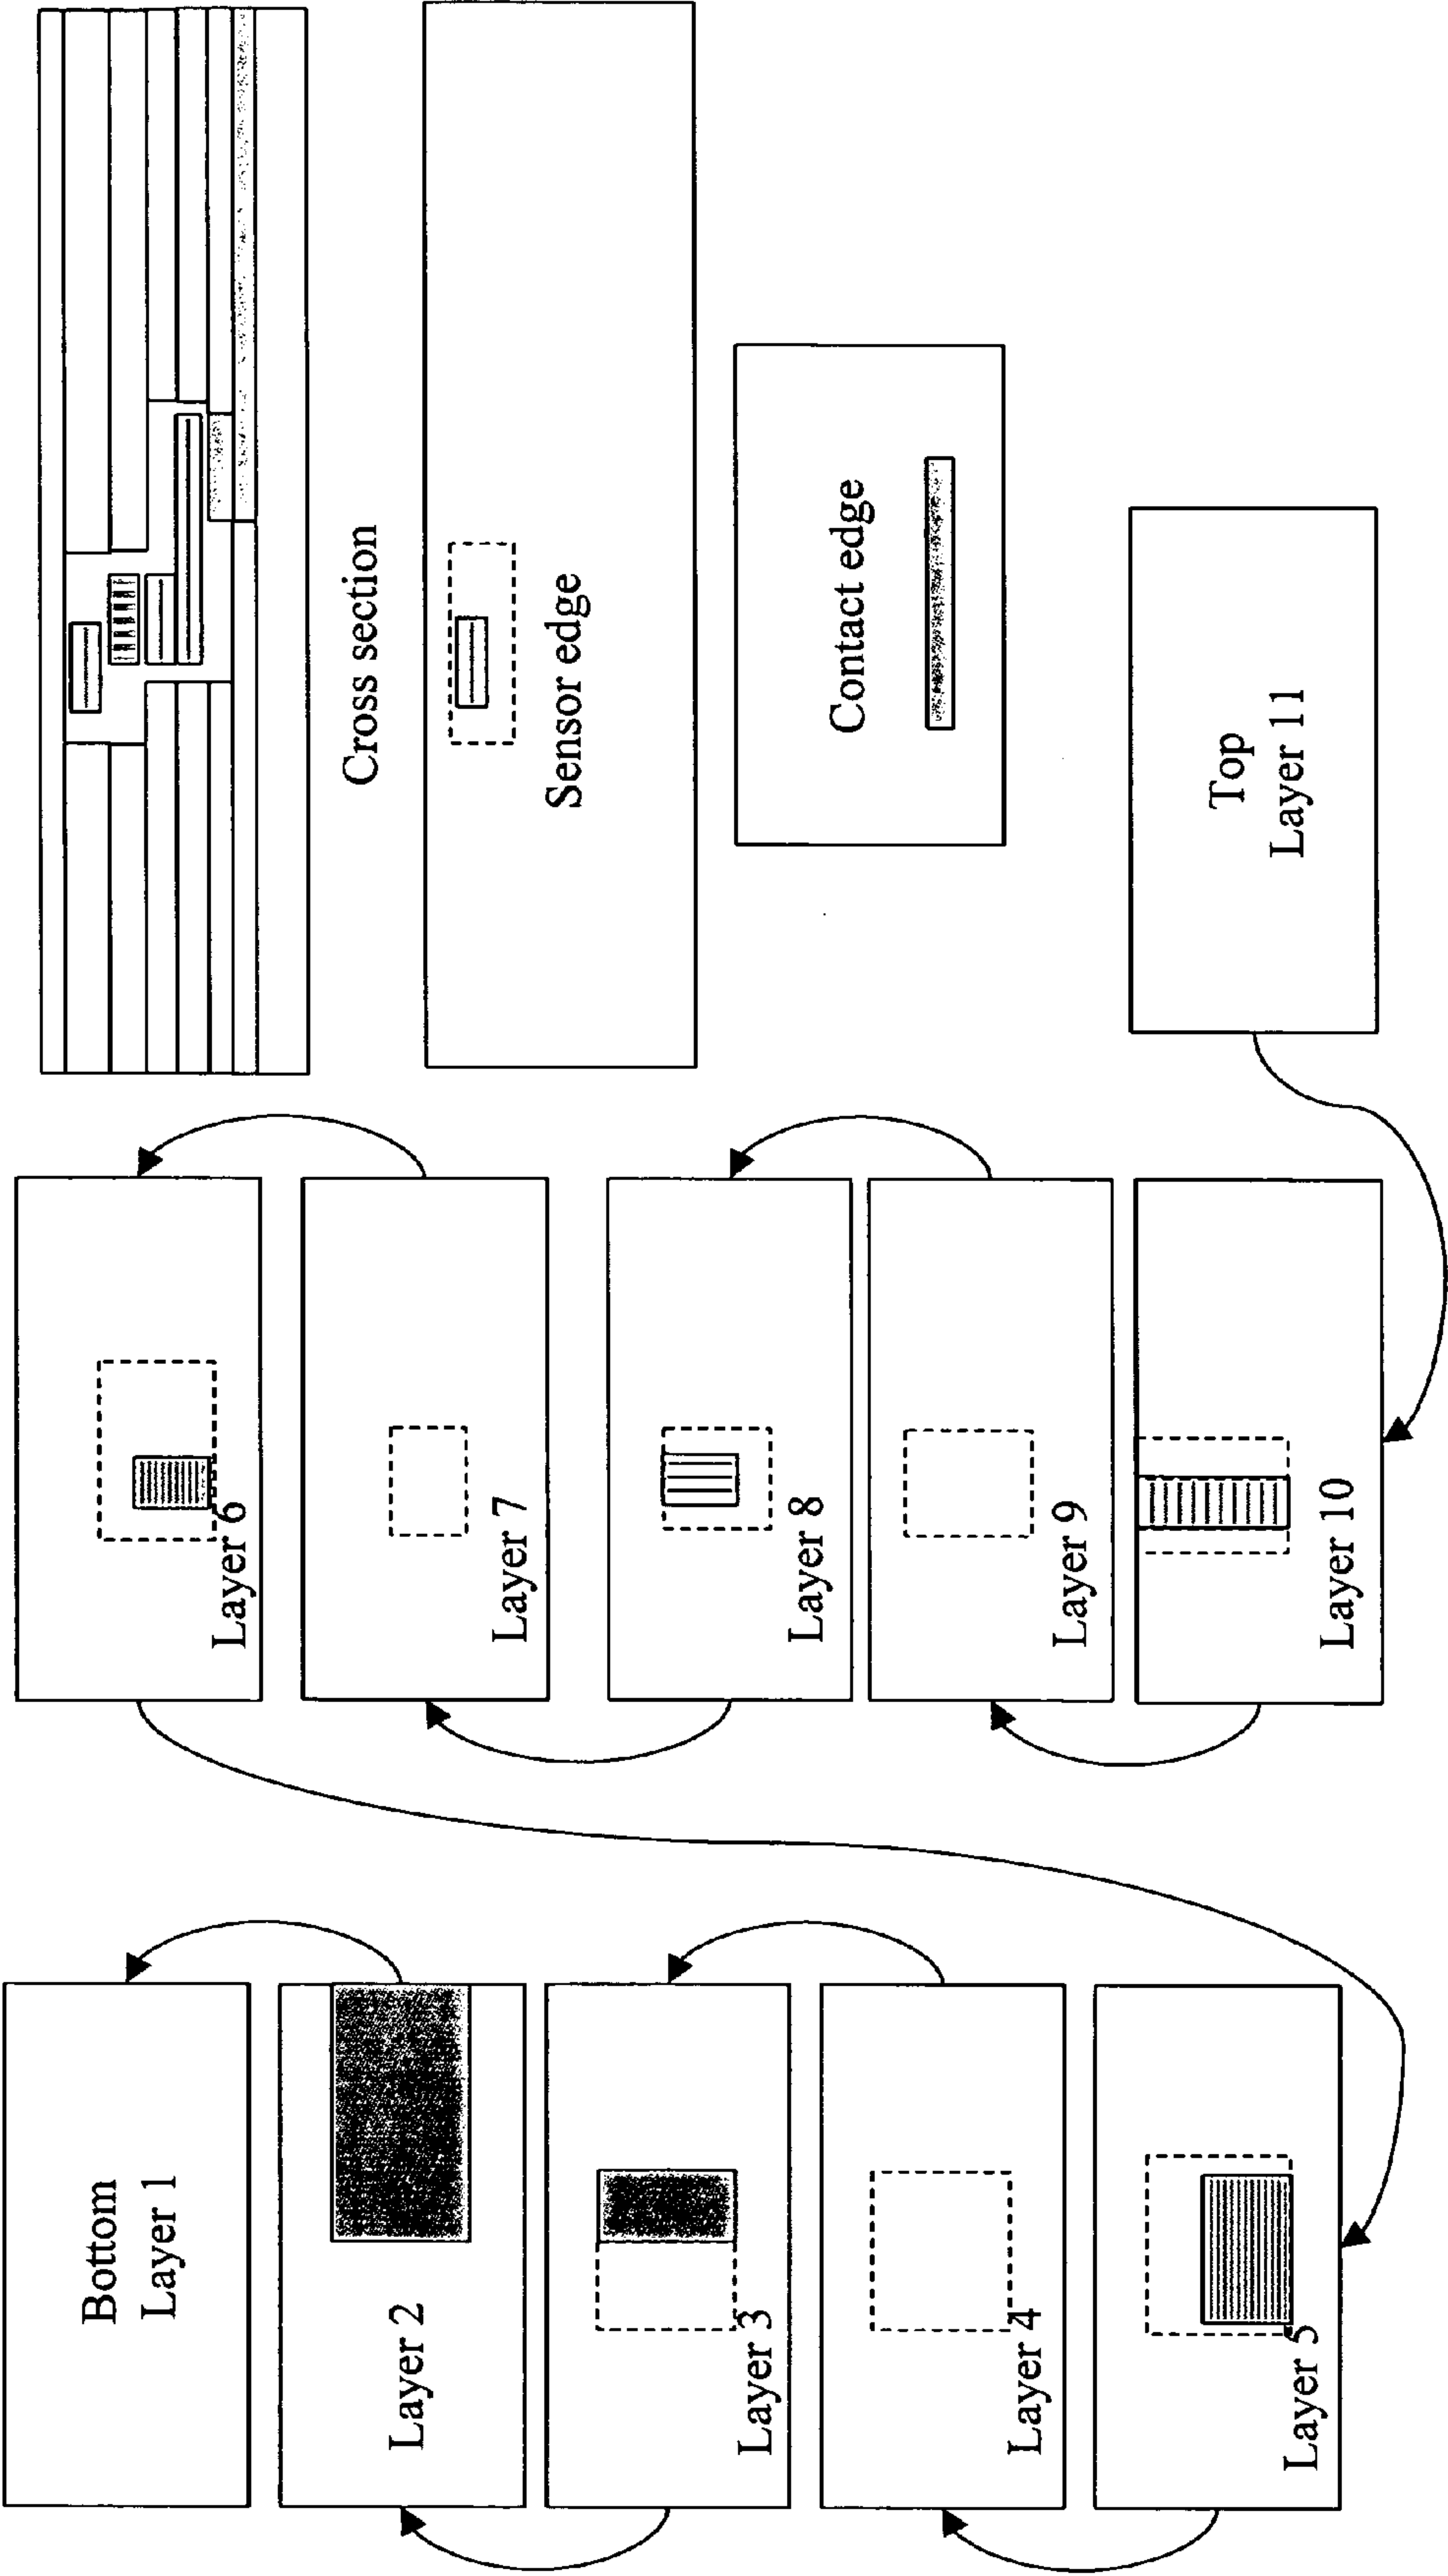 Bottom
Layer 1
Layer 2
Layer 3
Layer 4
Layer 5
Layer 6
Layer 7
Layer 8
Layer 9
Layer 10
Cross section
Sensor edge
Contact edge
Top
Layer 11